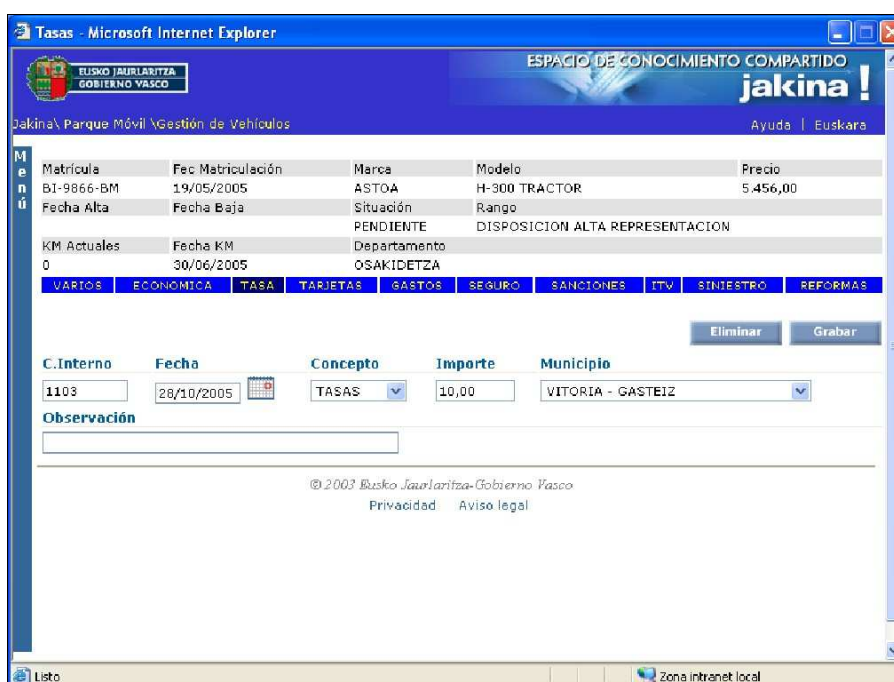 Tasas - Microsoft Internet Explorer
EUSKO JAURLARITZA
GOBIERNO VASCO
ESPACIO DE CONOCIMIENTO COMPARTIDO
jakina !
Jakina\ Parque Móvil \Gestión de Vehículos
Ayuda | Euskara
Menú
Matrícula Fec Matriculación Marca Modelo Precio
BI-9866-BM 19/05/2005 ASTOA H-300 TRACTOR 5.456,00
Fecha Alta Fecha Baja Situación Rango
PENDIENTE DISPOSICION ALTA REPRESENTACION
KM Actuales Fecha KM Departamento
0 30/06/2005 OSAKIDETZA
VARIOS ECONOMICA TASA TARJETAS GASTOS SEGURO SANCIONES ITV SINIESTRO REFORMAS
Eliminar Grabar
C.Interno Fecha Concepto Importe Municipio
1103 28/10/2005 TASAS 10,00 VITORIA - GASTEIZ
Observación
© 2003 Eusko Jaurlaritza-Gobierno Vasco
Privacidad Aviso legal
Listo Zona intranet local